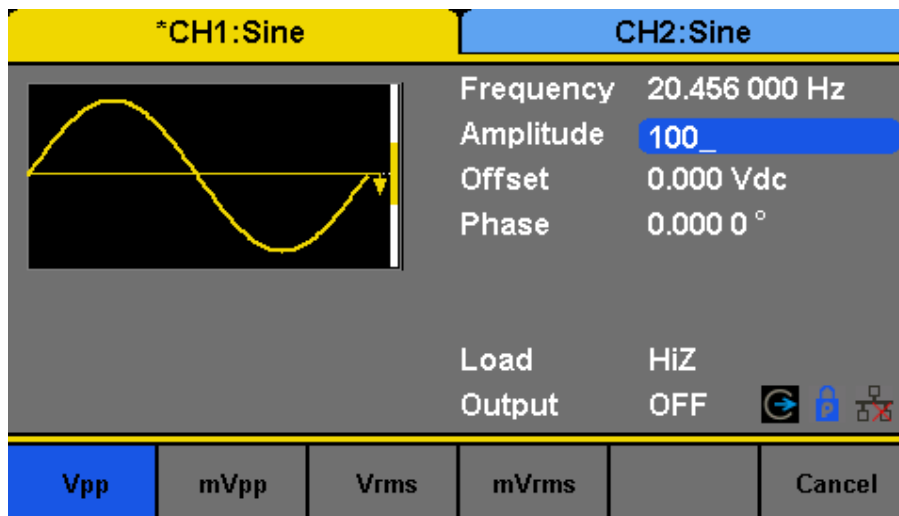 *CH1:Sine CH2:Sine
Frequency 20.456 000 Hz
Amplitude 100_
Offset 0.000 Vdc
Phase 0.000 0 °
Load HiZ
Output OFF P
Vpp mVpp Vrms mVrms Cancel